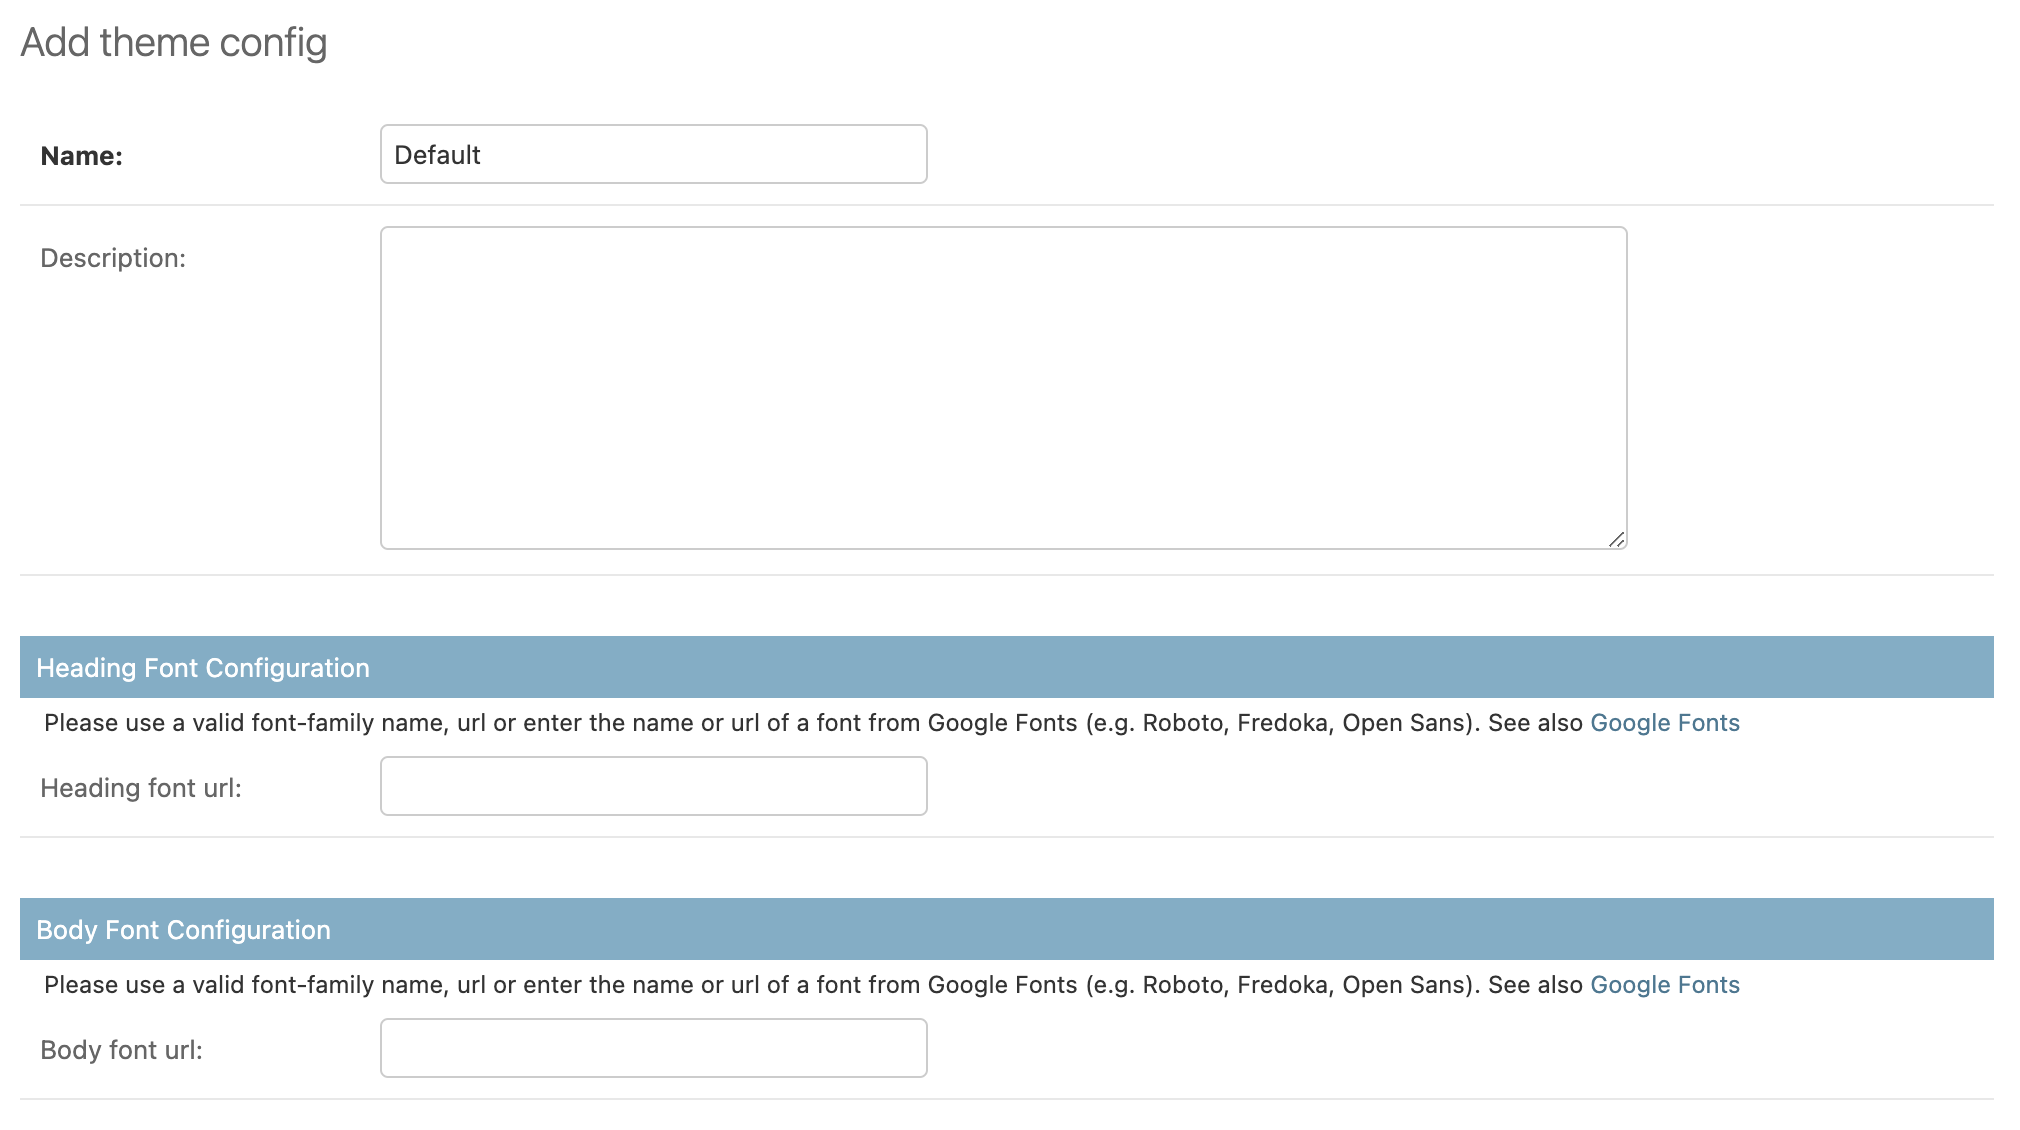 Add theme config
Name:
Default
Description:
Heading Font Configuration
Please use a valid font-family name, url or enter the name or url of a font from Google Fonts (e.g. Roboto, Fredoka, Open Sans). See also Google Fonts
Heading font url:
Body Font Configuration
Please use a valid font-family name, url or enter the name or url of a font from Google Fonts (e.g. Roboto, Fredoka, Open Sans). See also Google Fonts
Body font url: